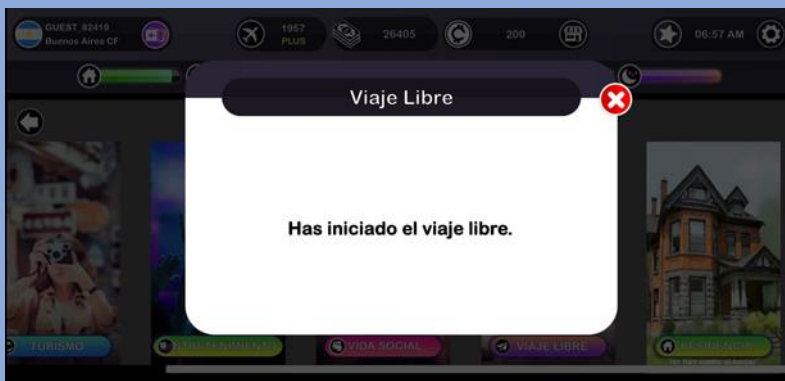 GUEST_82419
Buenos Aires CF
1957
PLUS
26405
200
06:57 AM
Viaje Libre
Has iniciado el viaje libre.
TURISMO
ENTRETENIMIENTO
VIDA SOCIAL
VIAJE LIBRE
RESIDENCIA